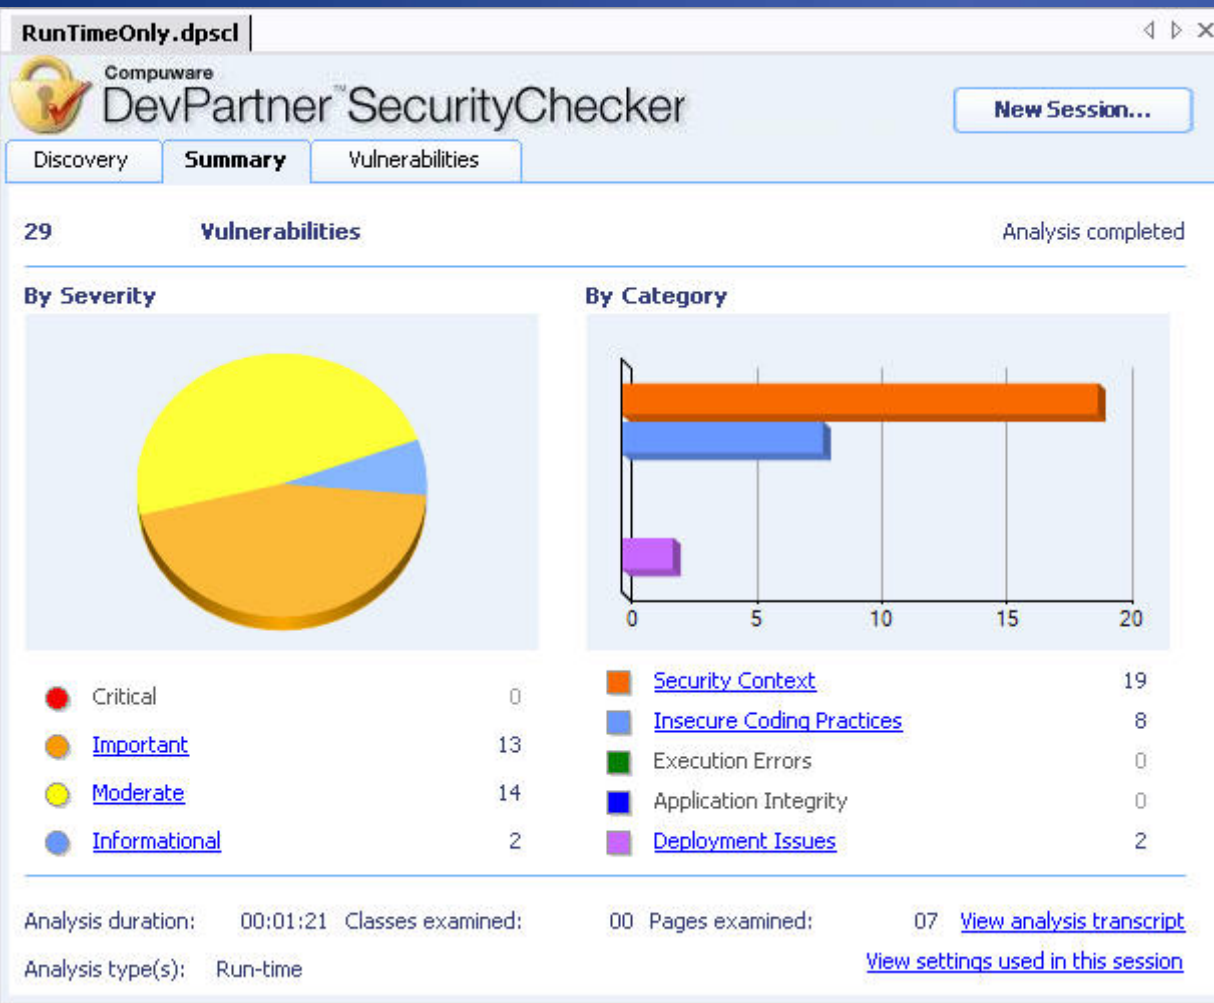 RunTimeOnly.dpscl
Compuware
DevPartner™SecurityChecker
New Session...
Discovery Summary Vulnerabilities
29 Vulnerabilities Analysis completed
By Severity By Category
0 5 10 15 20
Critical 0
Important 13
Moderate 14
Informational 2
Security Context 19
Insecure Coding Practices 8
Execution Errors 0
Application Integrity 0
Deployment Issues 2
Analysis duration: 00:01:21 Classes examined: 00 Pages examined: 07 View analysis transcript
Analysis type(s): Run-time View settings used in this session